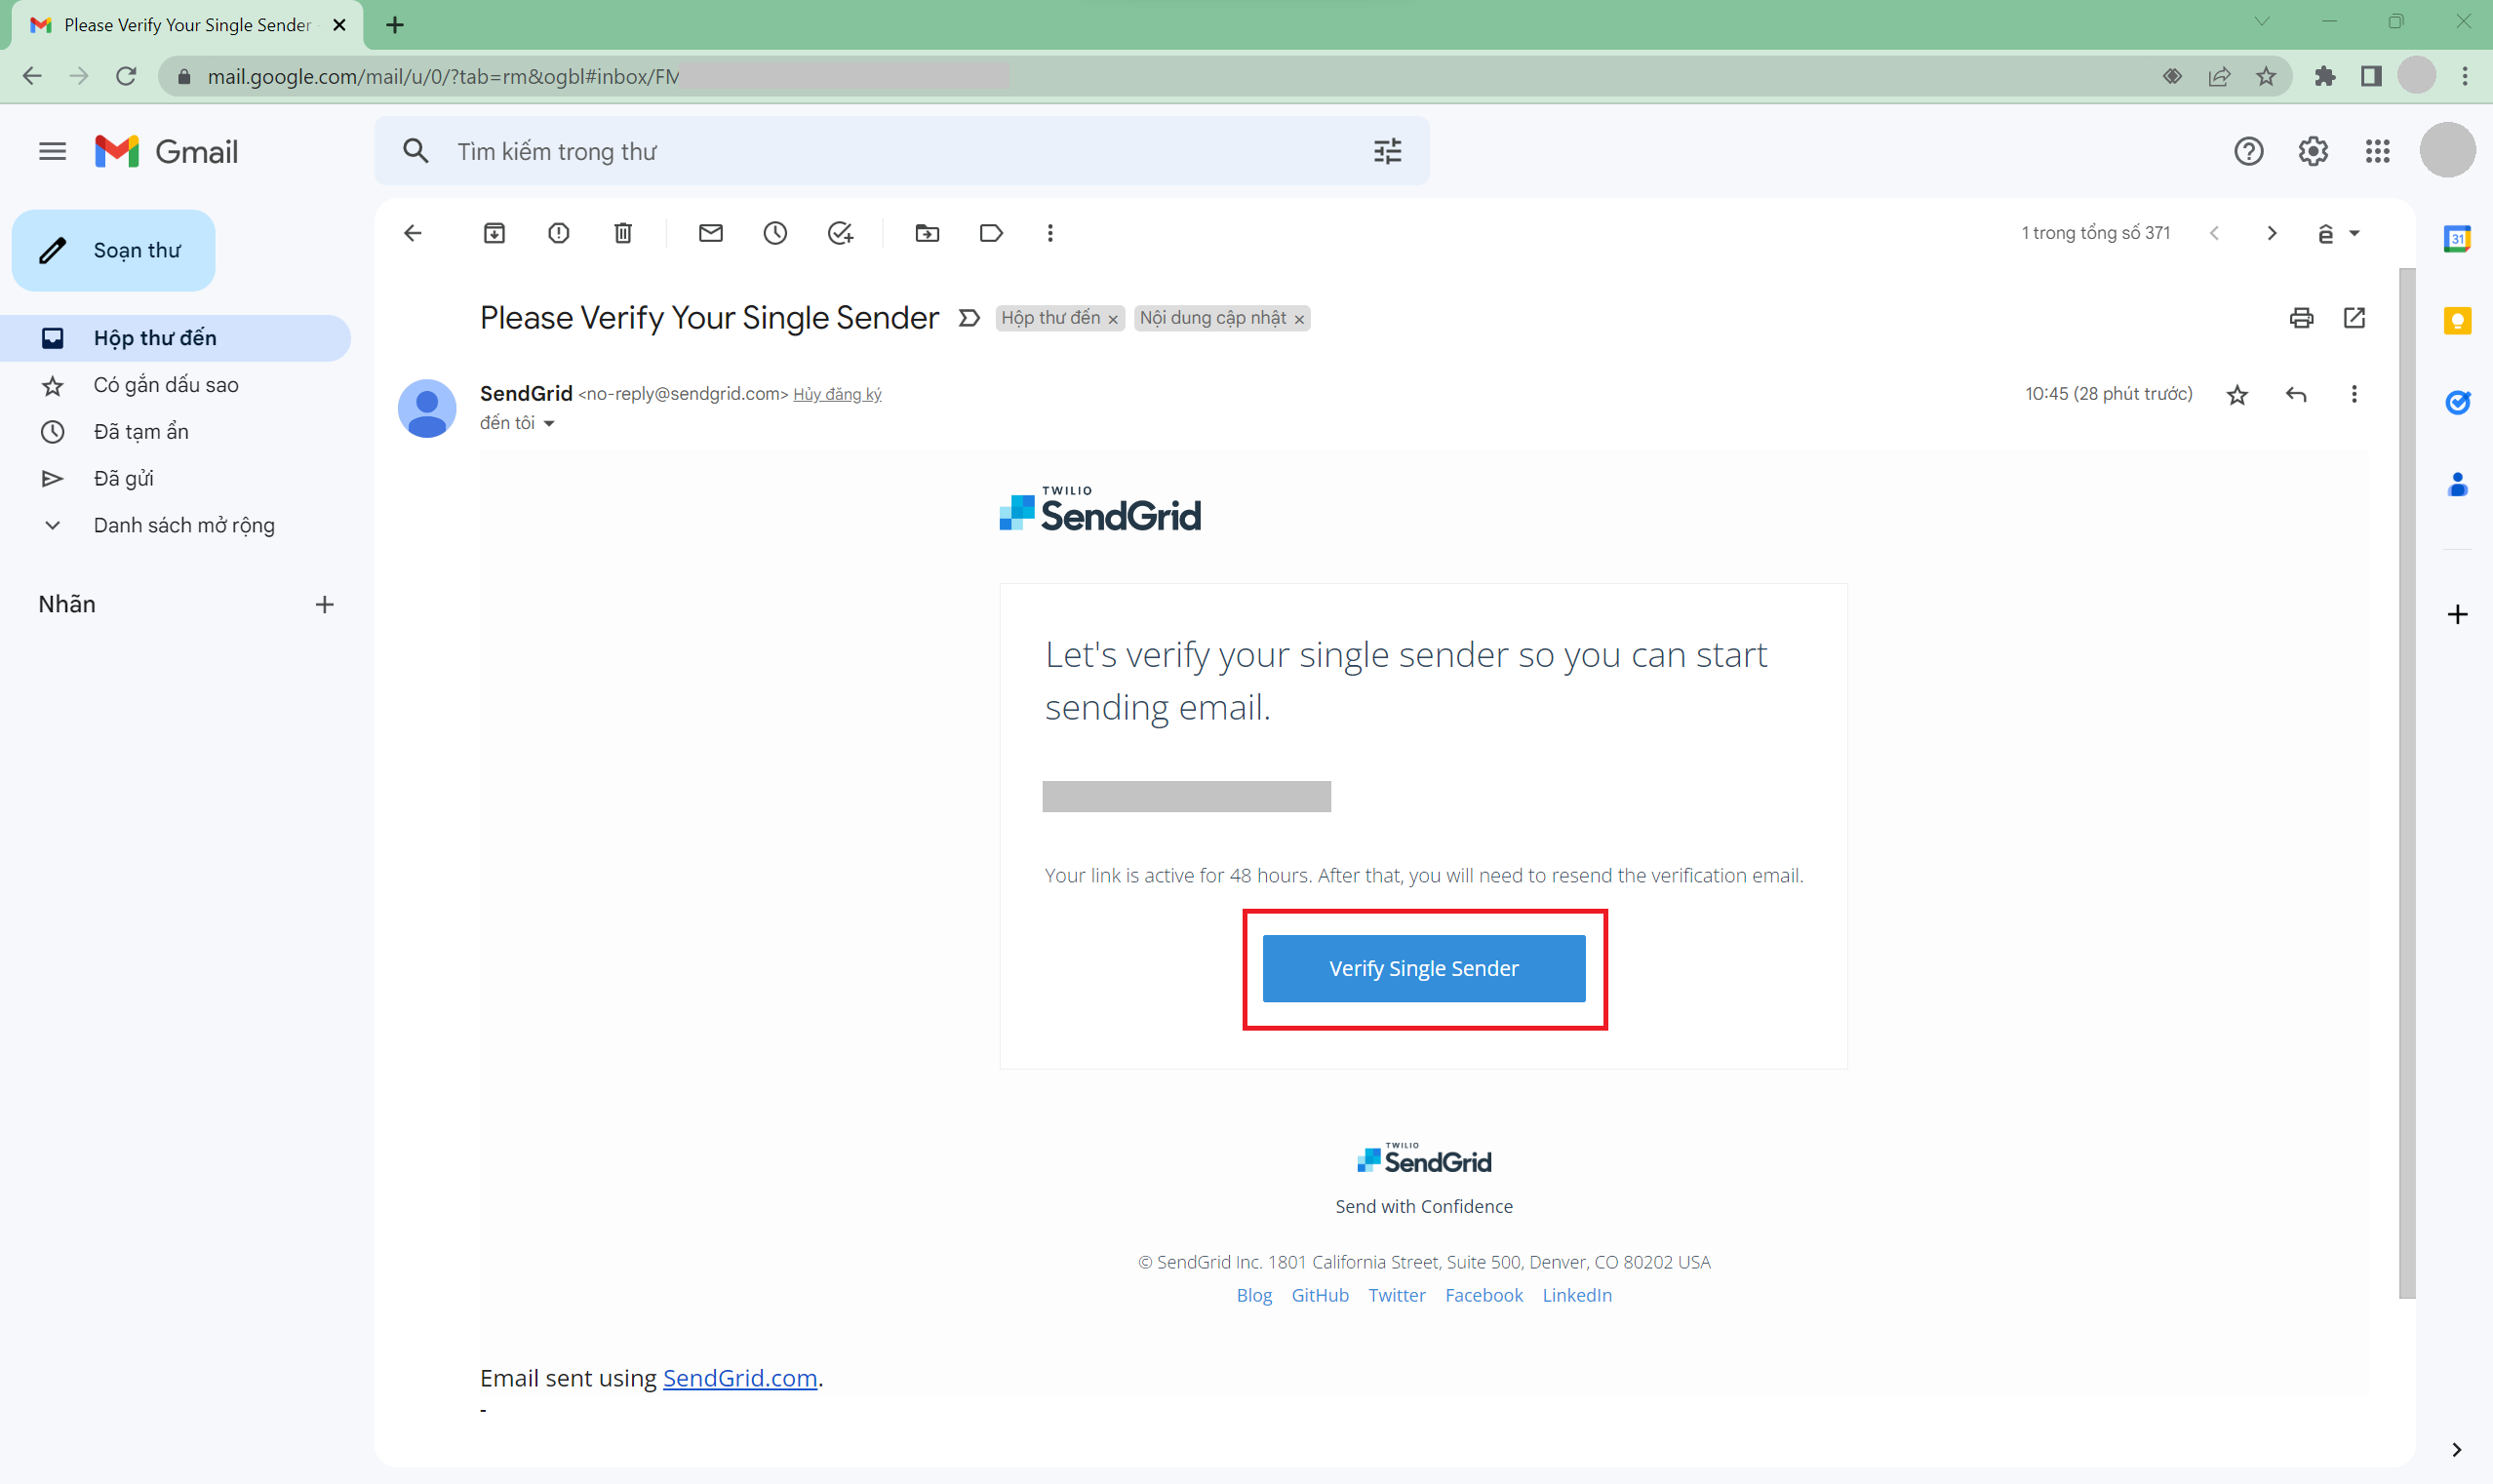 Please Verify Your Single Sender
mail.google.com/mail/u/0/?tab=rm&ogbl#inbox/FM
Gmail
Tìm kiếm trong thư
Soạn thư
1 trong tổng số 371
Please Verify Your Single Sender
Hộp thư đến
Nội dung cập nhật
Hộp thư đến
Có gắn dấu sao
Đã tạm ẩn
Đã gửi
Danh sách mở rộng
Nhãn
SendGrid <no-reply@sendgrid.com> Hủy đăng ký
10:45 (28 phút trước)
đến tôi
31
TWILIO
SendGrid
Let's verify your single sender so you can start
sending email.
Your link is active for 48 hours. After that, you will need to resend the verification email.
Verify Single Sender
TWILIO
SendGrid
Send with Confidence
© SendGrid Inc. 1801 California Street, Suite 500, Denver, CO 80202 USA
Blog GitHub Twitter Facebook LinkedIn
Email sent using SendGrid.com.
-